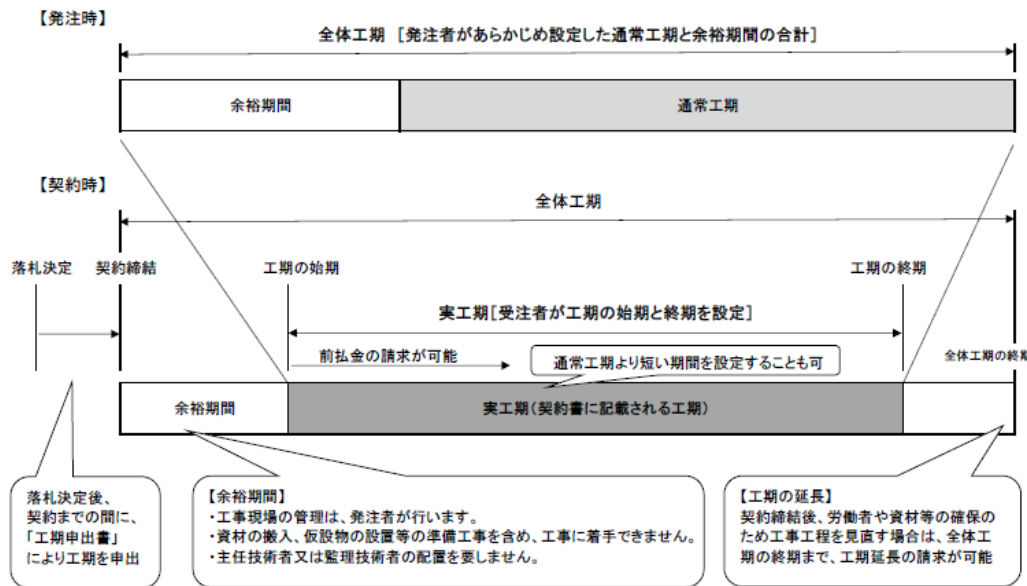 【発注時】
全体工期 [発注者があらかじめ設定した通常工期と余裕期間の合計]
余裕期間
通常工期
【契約時】
全体工期
落札決定
契約締結
工期の始期
工期の終期
実工期[受注者が工期の始期と終期を設定]
前払金の請求が可能
通常工期より短い期間を設定することも可
全体工期の終期
余裕期間
実工期(契約書に記載される工期)
落札決定後、
契約までの間に、
「工期申出書」
により工期を申出
【余裕期間】
・工事現場の管理は、発注者が行います。
・資材の搬入、仮設物の設置等の準備工事を含め、工事に着手できません。
・主任技術者又は監理技術者の配置を要しません。
【工期の延長】
契約締結後、労働者や資材等の確保の
ため工事工程を見直す場合は、全体工
期の終期まで、工期延長の請求が可能